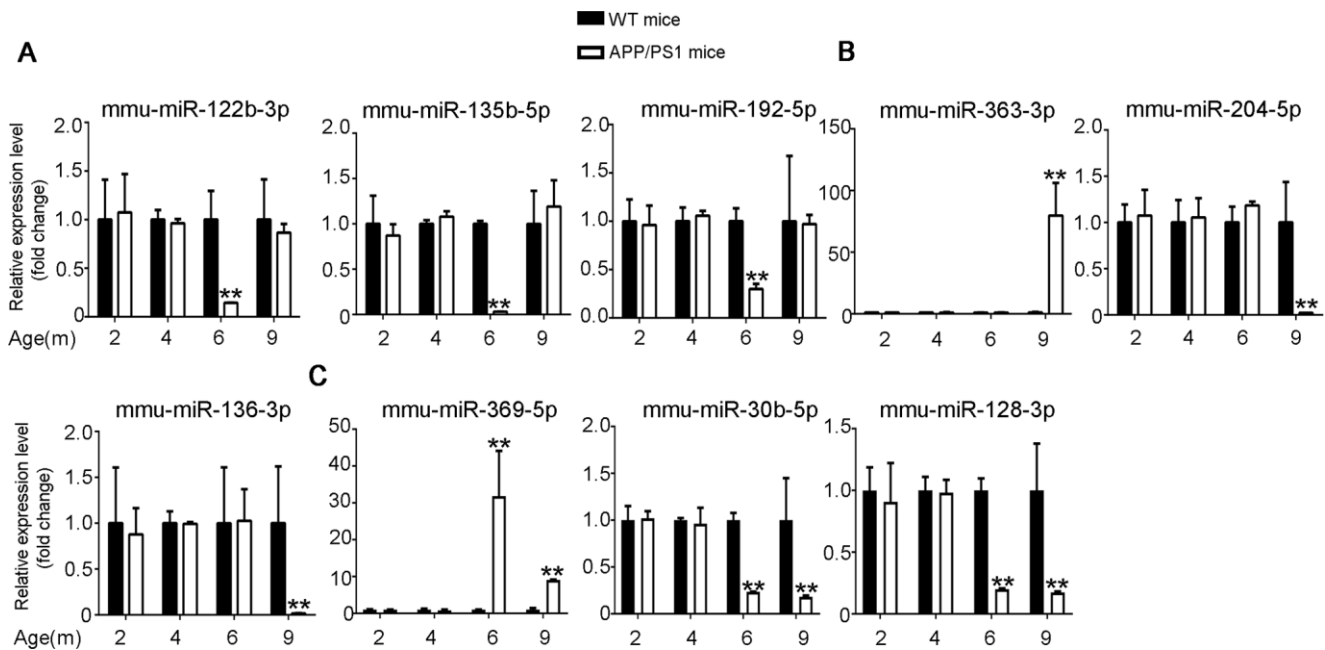 WT mice
APP/PS1 mice
A
B
mmu-miR-122b-3p
mmu-miR-135b-5p
mmu-miR-192-5p
mmu-miR-363-3p
mmu-miR-204-5p
Relative expression level
(fold change)
2.0
1.5
1.0
0.5
0
2.0
1.5
1.0
0.5
0
2.0
1.5
1.0
0.5
0.0
150
100
50
0
2.0
1.5
1.0
0.5
0
**
**
**
**
**
Age(m)
2 4 6 9
2 4 6 9
2 4 6 9
2 4 6 9
2 4 6 9
C
mmu-miR-136-3p
mmu-miR-369-5p
mmu-miR-30b-5p
mmu-miR-128-3p
Relative expression level
(fold change)
2.0
1.5
1.0
0.5
0
50
40
30
20
10
0
2.0
1.5
1.0
0.5
0
1.5
1.0
0.5
0
**
**
**
**
**
**
**
Age(m)
2 4 6 9
2 4 6 9
2 4 6 9
2 4 6 9